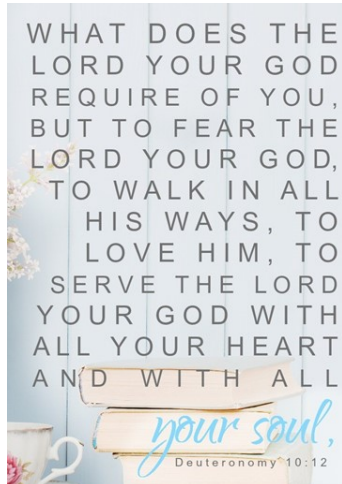 WHAT DOES THE
LORD YOUR GOD
REQUIRE OF YOU,
BUT TO FEAR THE
LORD YOUR GOD,
TO WALK IN ALL
HIS WAYS, TO
LOVE HIM, TO
SERVE THE LORD
YOUR GOD WITH
ALL YOUR HEART
AND WITH ALL
your soul,
Deuteronomy 10:12